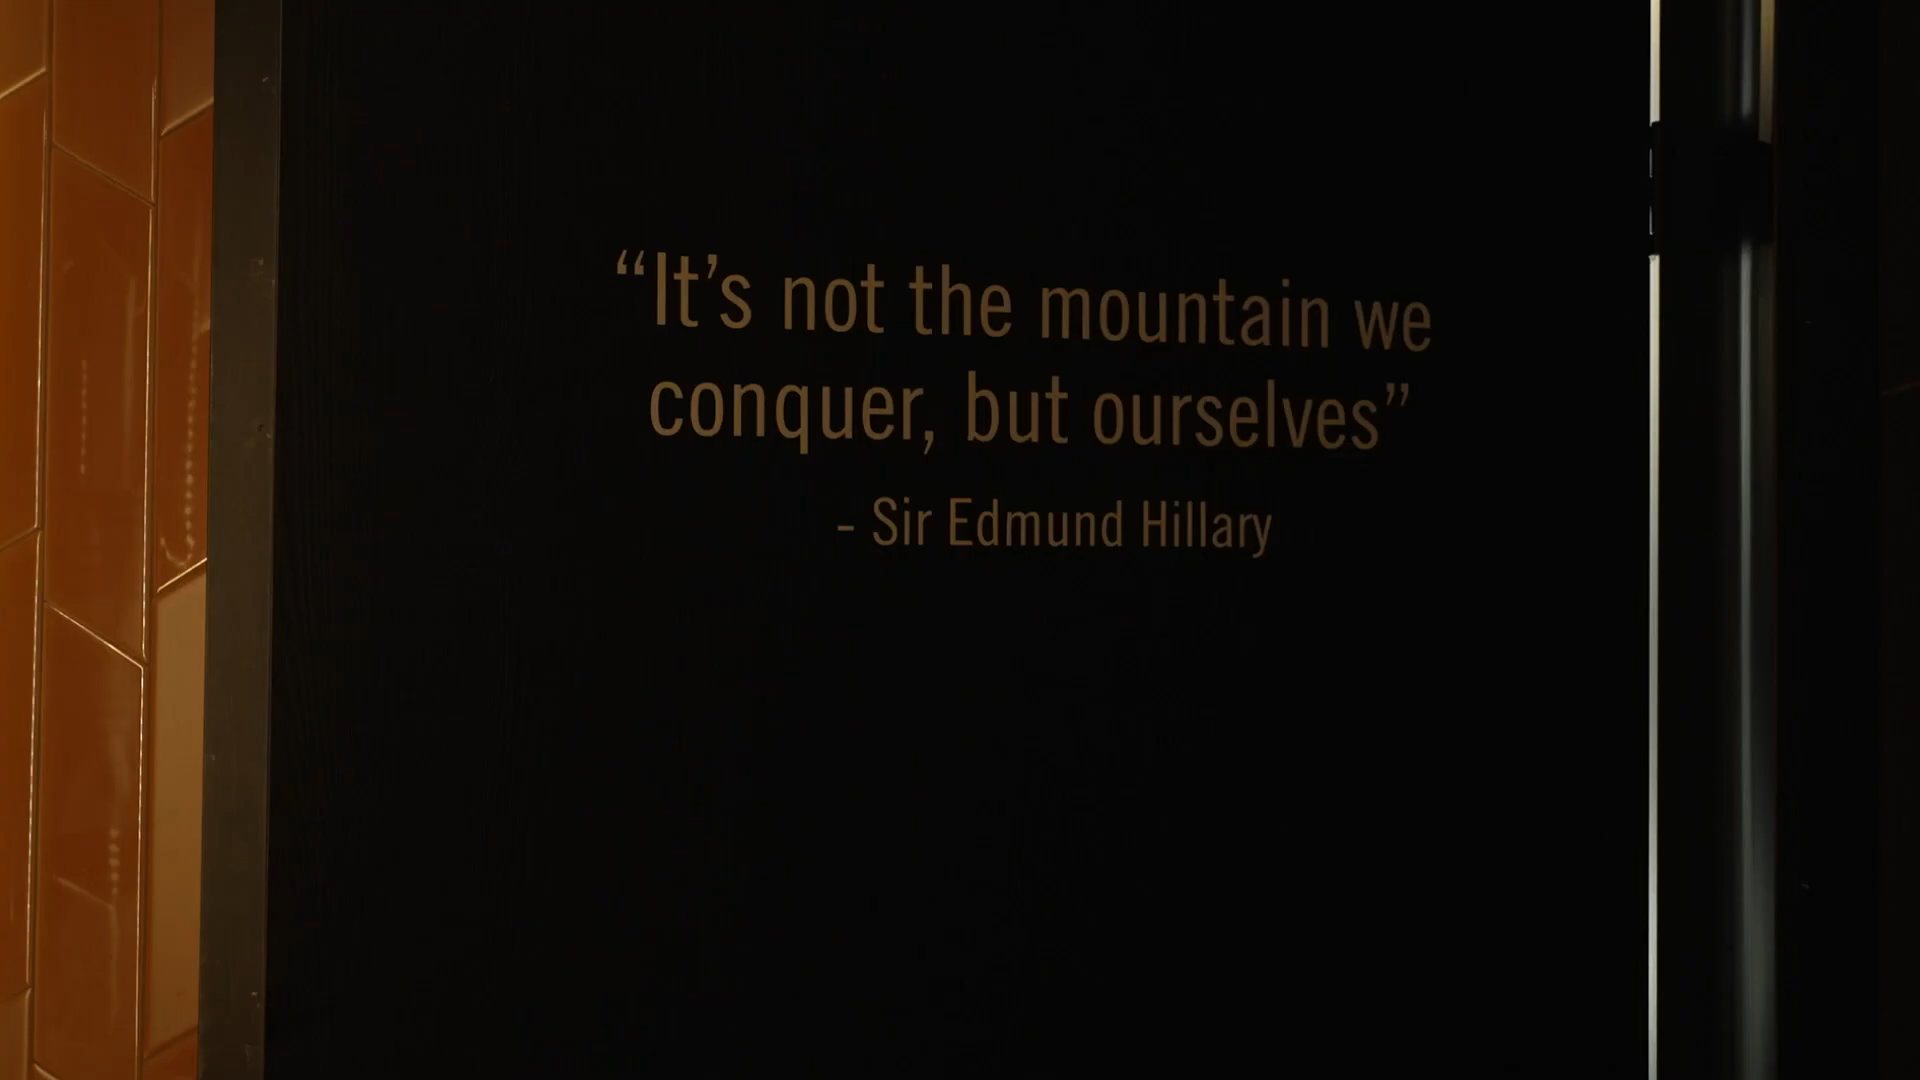 “It’s not the mountain we
conquer, but ourselves”
- Sir Edmund Hillary